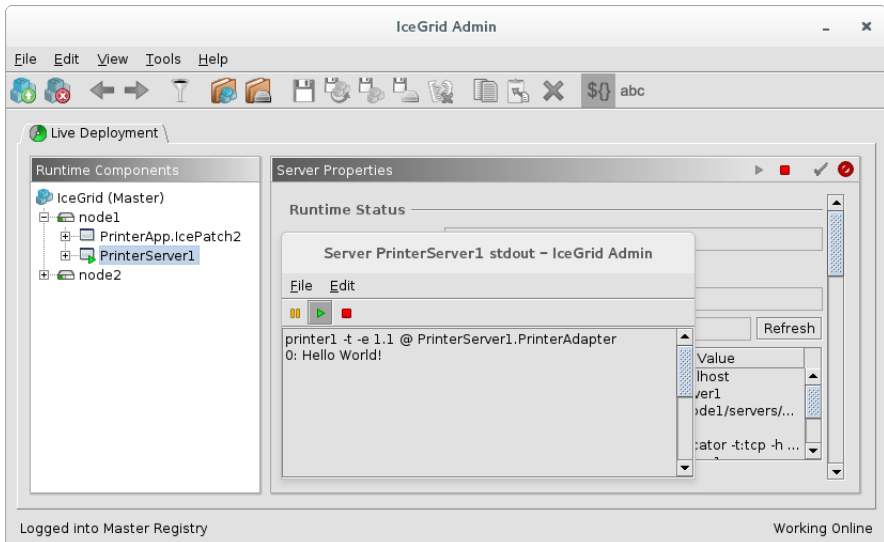 IceGrid Admin
File Edit View Tools Help
${} abc
Live Deployment
Runtime Components
IceGrid (Master)
node1
PrinterApp.IcePatch2
PrinterServer1
node2
Server Properties
Runtime Status
Server PrinterServer1 stdout – IceGrid Admin
File Edit
printer1 -t -e 1.1 @ PrinterServer1.PrinterAdapter
0: Hello World!
Refresh
Value
lhost
ver1
ode1/servers/...
cator -t:tcp -h ...
Logged into Master Registry
Working Online